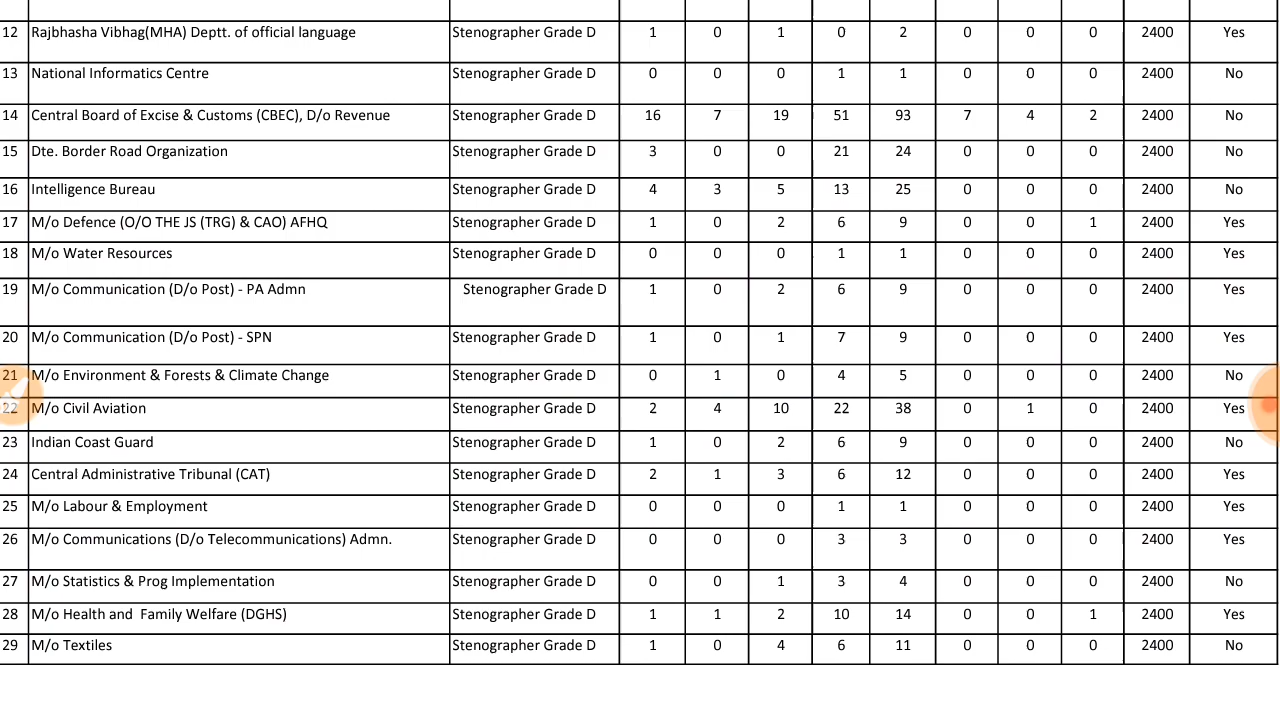 12 Rajbhasha Vibhag(MHA) Deptt. of official language Stenographer Grade D 1 0 1 0 2 0 0 0 2400 Yes
13 National Informatics Centre Stenographer Grade D 0 0 0 1 1 0 0 0 2400 No
14 Central Board of Excise & Customs (CBEC), D/o Revenue Stenographer Grade D 16 7 19 51 93 7 4 2 2400 No
15 Dte. Border Road Organization Stenographer Grade D 3 0 0 21 24 0 0 0 2400 No
16 Intelligence Bureau Stenographer Grade D 4 3 5 13 25 0 0 0 2400 No
17 M/o Defence (O/O THE JS (TRG) & CAO) AFHQ Stenographer Grade D 1 0 2 6 9 0 0 1 2400 Yes
18 M/o Water Resources Stenographer Grade D 0 0 0 1 1 0 0 0 2400 Yes
19 M/o Communication (D/o Post) - PA Admn Stenographer Grade D 1 0 2 6 9 0 0 0 2400 Yes
20 M/o Communication (D/o Post) - SPN Stenographer Grade D 1 0 1 7 9 0 0 0 2400 Yes
21 M/o Environment & Forests & Climate Change Stenographer Grade D 0 1 0 4 5 0 0 0 2400 No
22 M/o Civil Aviation Stenographer Grade D 2 4 10 22 38 0 1 0 2400 Yes
23 Indian Coast Guard Stenographer Grade D 1 0 2 6 9 0 0 0 2400 No
24 Central Administrative Tribunal (CAT) Stenographer Grade D 2 1 3 6 12 0 0 0 2400 Yes
25 M/o Labour & Employment Stenographer Grade D 0 0 0 1 1 0 0 0 2400 Yes
26 M/o Communications (D/o Telecommunications) Admn. Stenographer Grade D 0 0 0 3 3 0 0 0 2400 Yes
27 M/o Statistics & Prog Implementation Stenographer Grade D 0 0 1 3 4 0 0 0 2400 No
28 M/o Health and Family Welfare (DGHS) Stenographer Grade D 1 1 2 10 14 0 0 1 2400 Yes
29 M/o Textiles Stenographer Grade D 1 0 4 6 11 0 0 0 2400 No